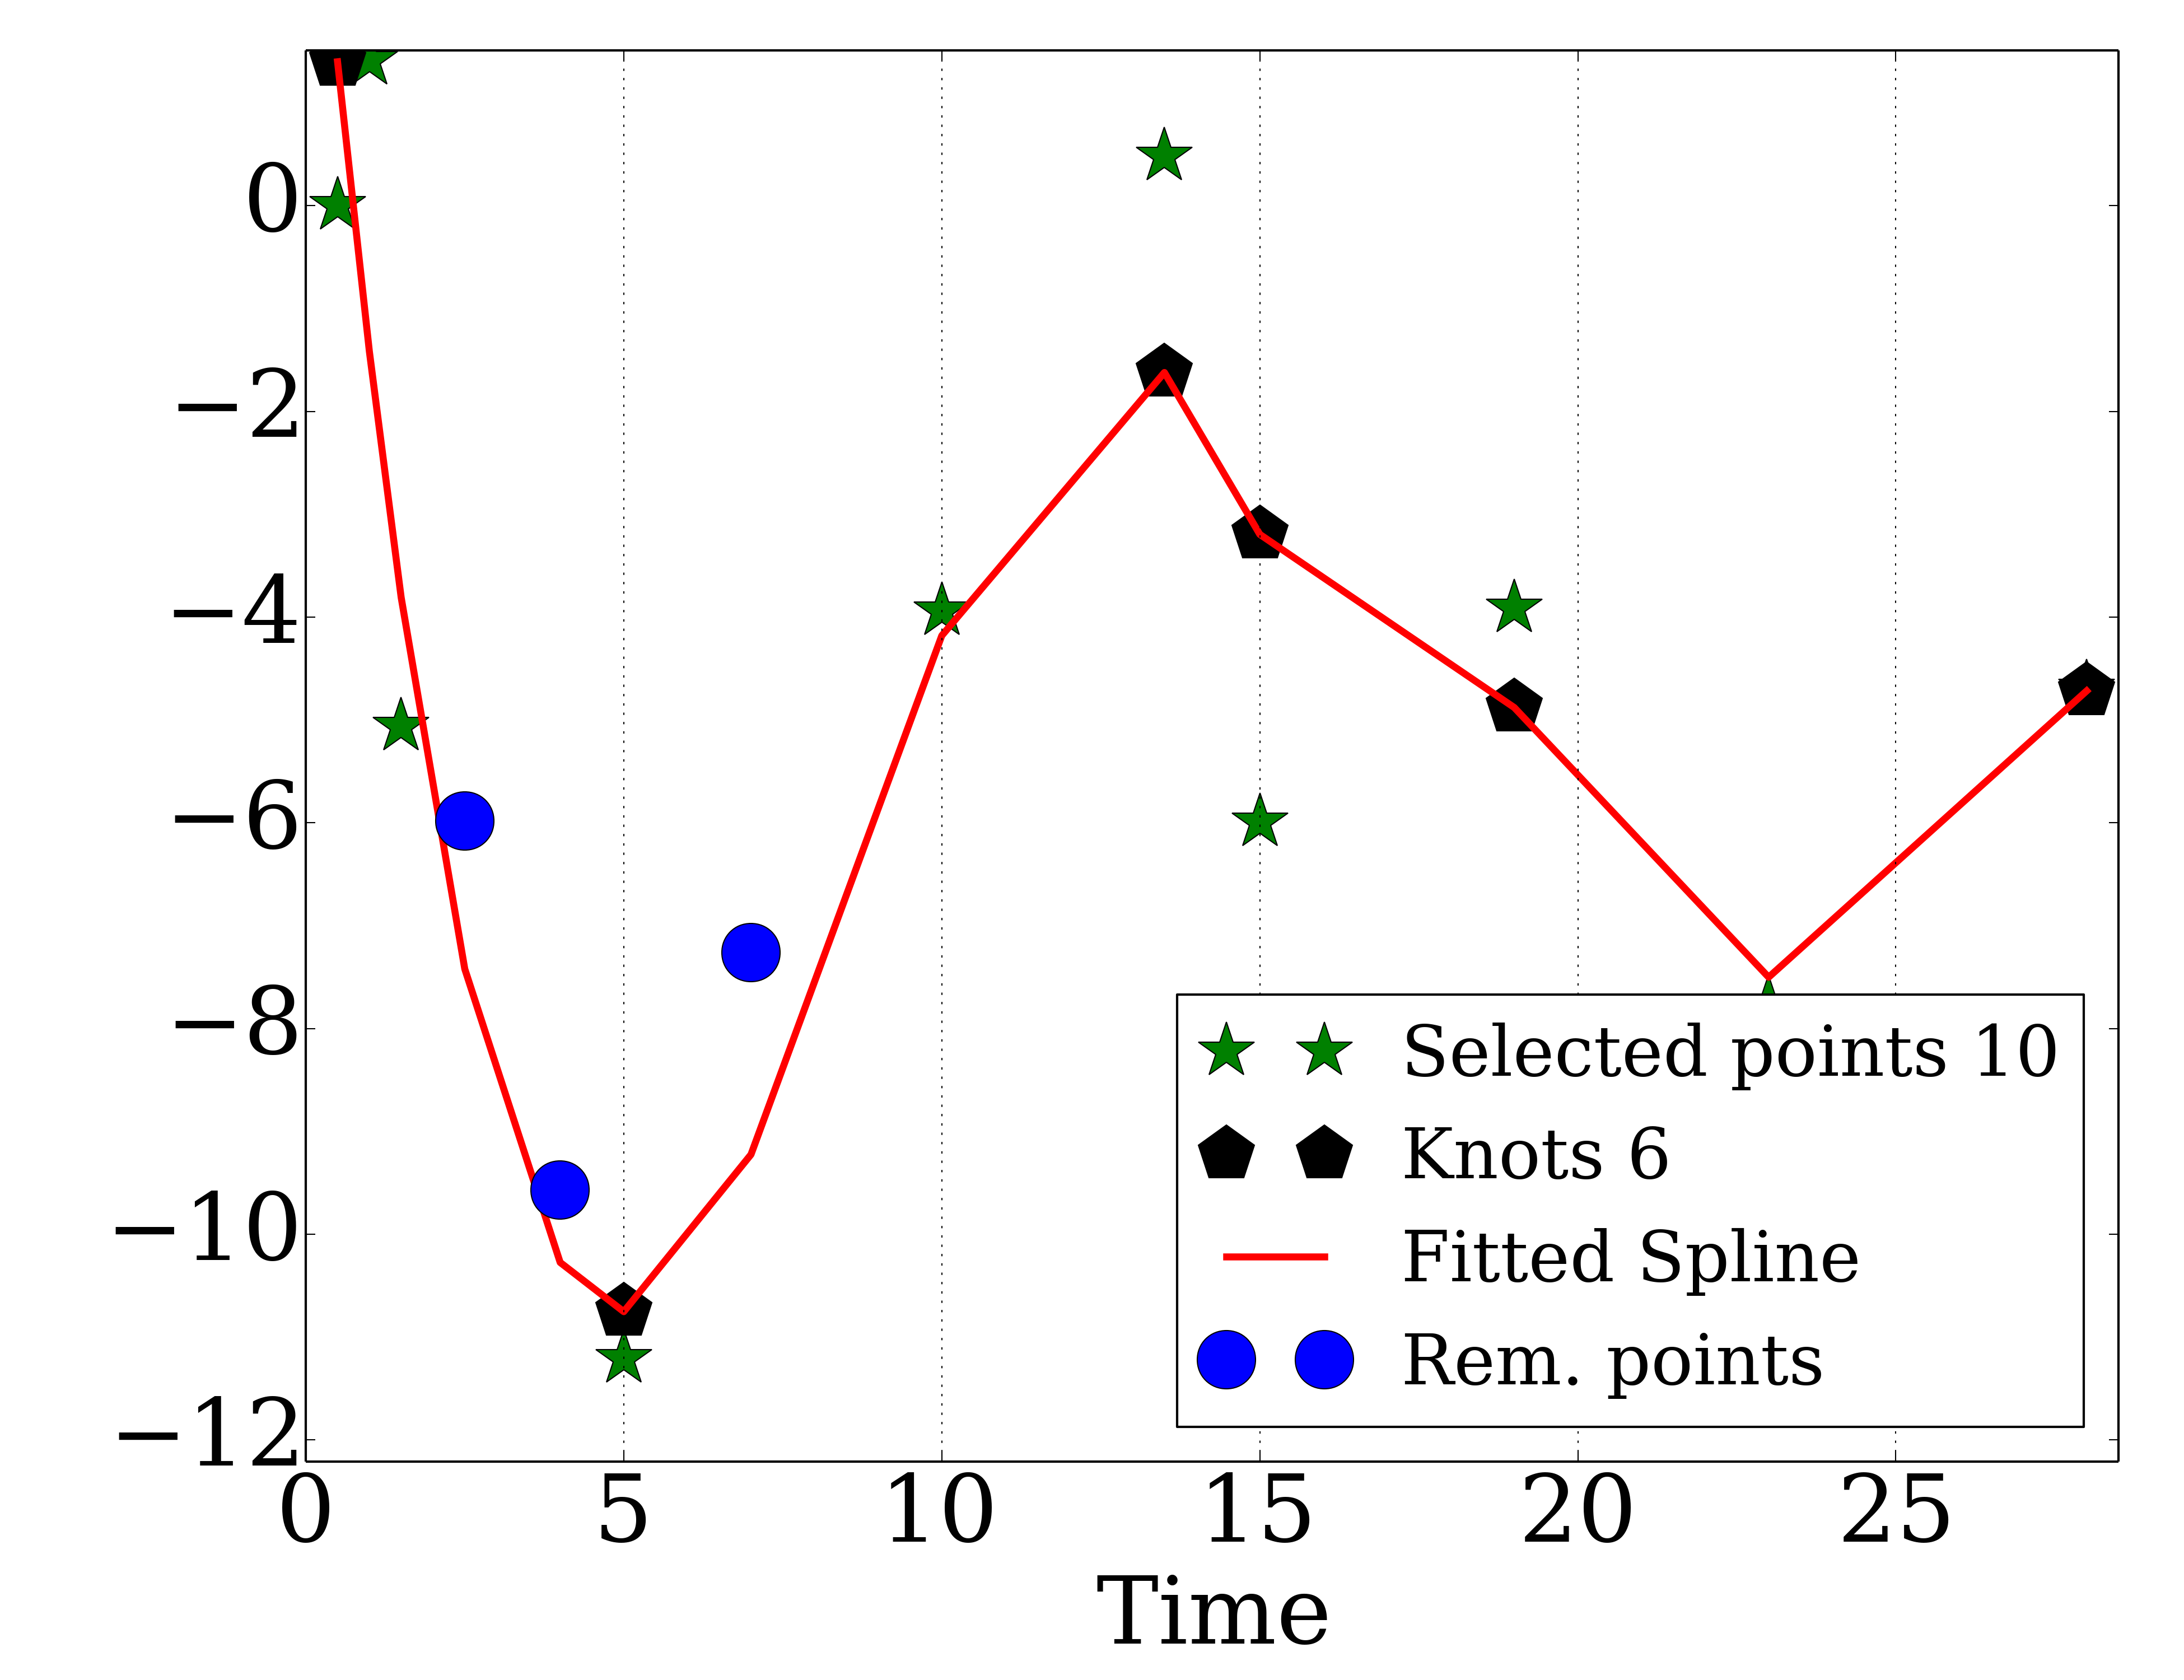 0
−2
−4
−6
−8
−10
−12
0 5 10 15 20 25
Time
Selected points 10
Knots 6
Fitted Spline
Rem. points